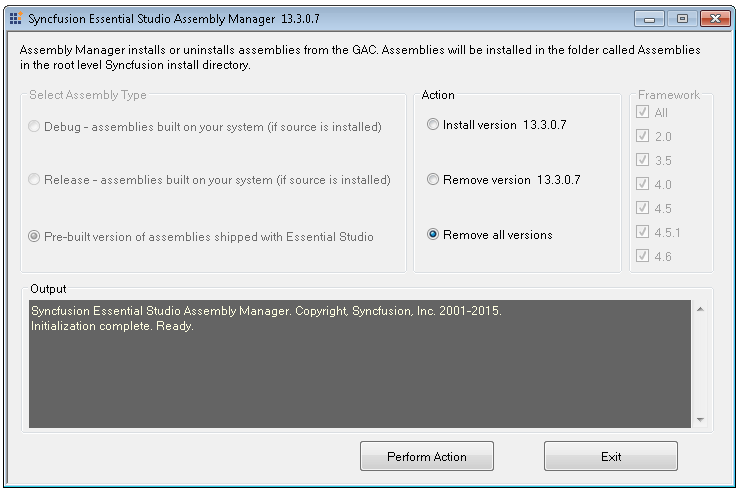 Syncfusion Essential Studio Assembly Manager 13.3.0.7
Assembly Manager installs or uninstalls assemblies from the GAC. Assemblies will be installed in the folder called Assemblies
in the root level Syncfusion install directory.
Select Assembly Type
Debug - assemblies built on your system (if source is installed)
Release - assemblies built on your system (if source is installed)
Pre-built version of assemblies shipped with Essential Studio
Action
Install version 13.3.0.7
Remove version 13.3.0.7
Remove all versions
Framework
All
2.0
3.5
4.0
4.5
4.5.1
4.6
Output
Syncfusion Essential Studio Assembly Manager. Copyright, Syncfusion, Inc. 2001-2015.
Initialization complete. Ready.
Perform Action
Exit